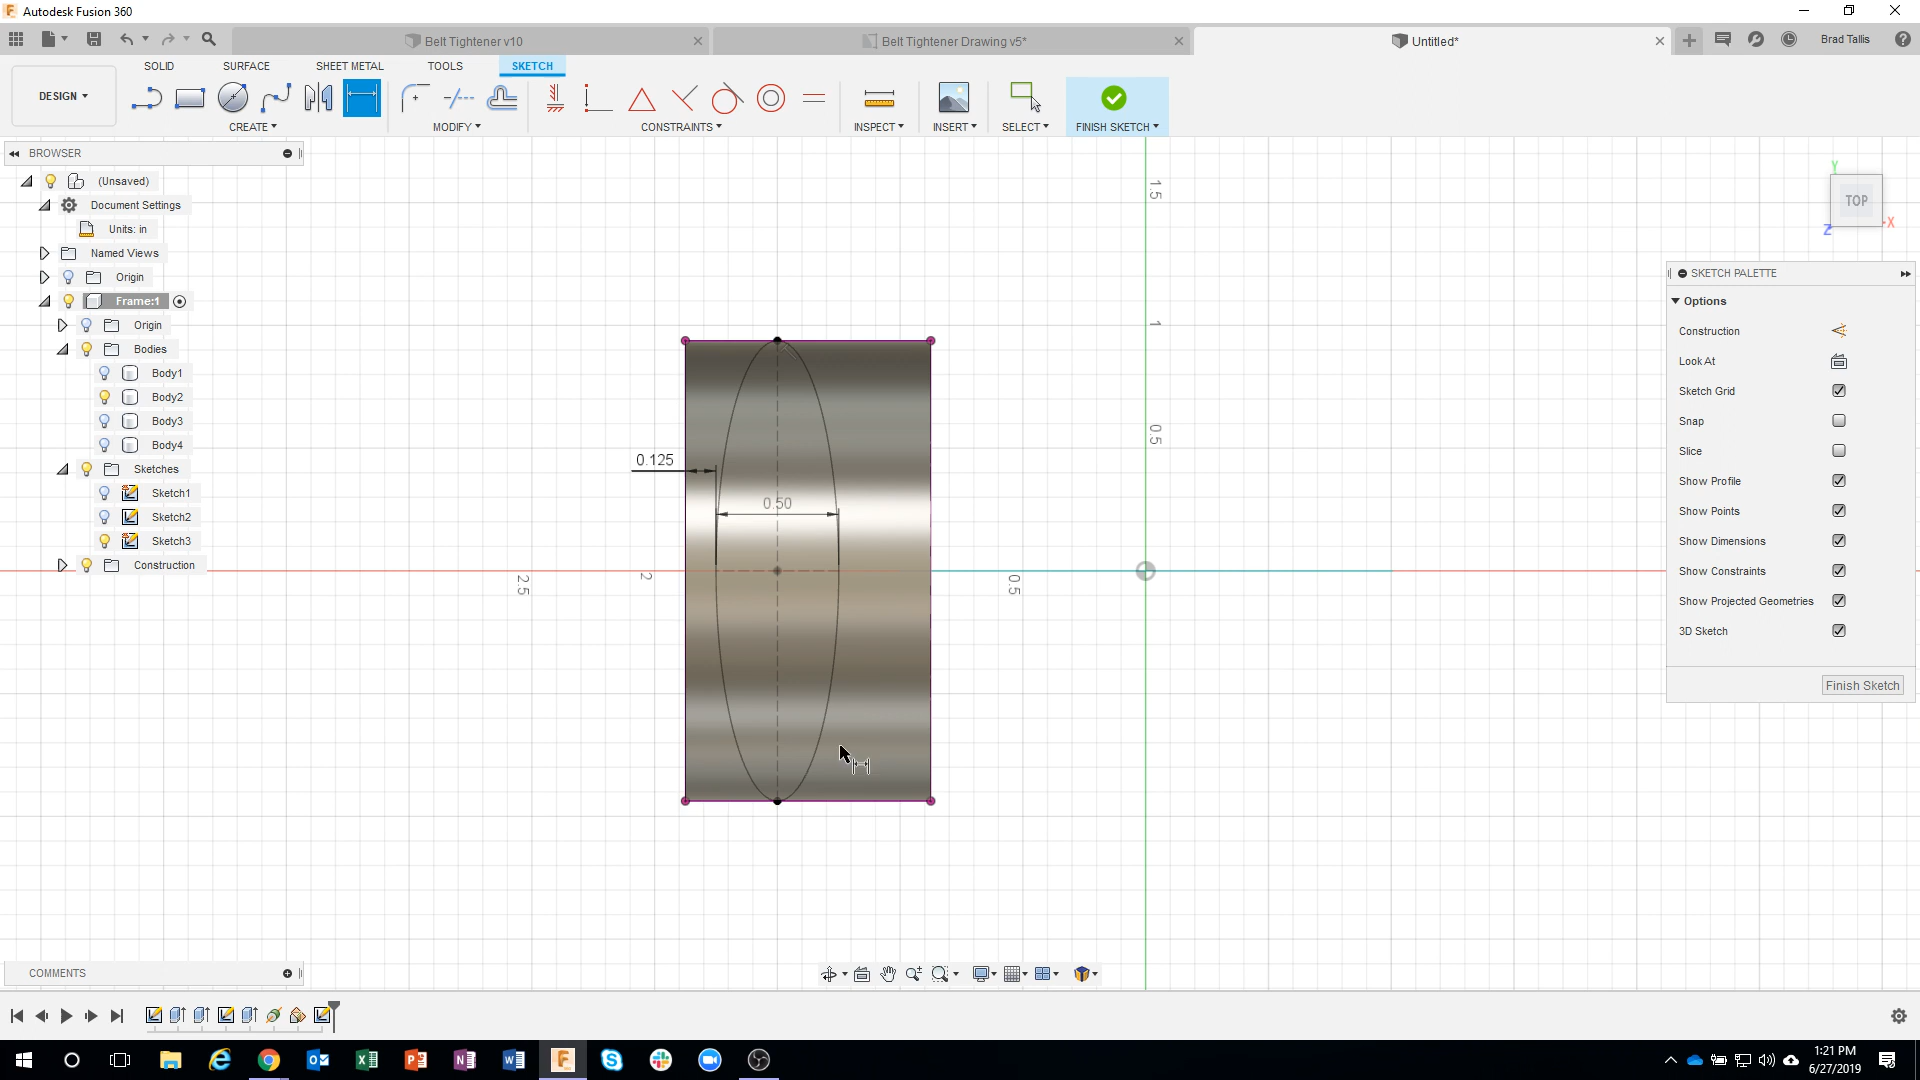 Autodesk Fusion 360
Belt Tightener v10
Belt Tightener Drawing v5*
Untitled*
Brad Tallis
DESIGN
SOLID
SURFACE
SHEET METAL
TOOLS
SKETCH
CREATE
MODIFY
CONSTRAINTS
INSPECT
INSERT
SELECT
FINISH SKETCH
BROWSER
(Unsaved)
Document Settings
Units: in
Named Views
Origin
Frame:1
Origin
Bodies
Body1
Body2
Body3
Body4
Sketches
Sketch1
Sketch2
Sketch3
Construction
0.125
0.50
2.5
2
0.5
1.5
1
0.5
Y
TOP
X
Z
SKETCH PALETTE
Options
Construction
Look At
Sketch Grid
Snap
Slice
Show Profile
Show Points
Show Dimensions
Show Constraints
Show Projected Geometries
3D Sketch
Finish Sketch
COMMENTS
1:21 PM
6/27/2019